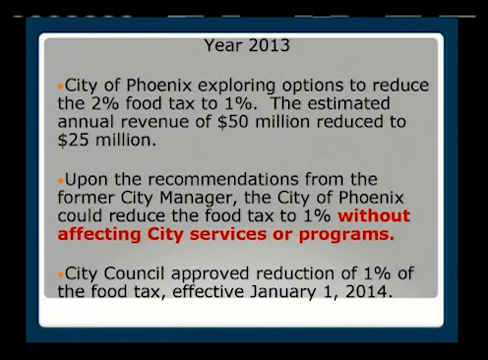 Year 2013
•City of Phoenix exploring options to reduce
the 2% food tax to 1%.  The estimated
annual revenue of $50 million reduced to
$25 million.
•Upon the recommendations from the
former City Manager, the City of Phoenix
could reduce the food tax to 1% without
affecting City services or programs.
•City Council approved reduction of 1% of
the food tax, effective January 1, 2014.